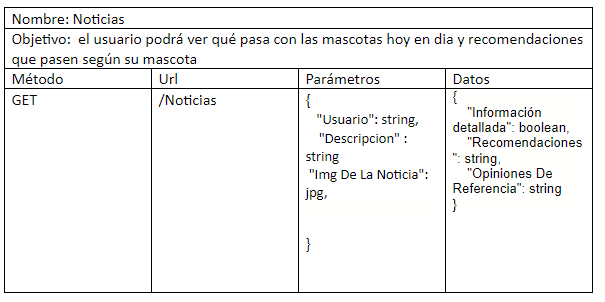 Nombre: Noticias
Objetivo:  el usuario podrá ver qué pasa con las mascotas hoy en dia y recomendaciones
que pasen según su mascota
Método
Url
Parámetros
Datos
GET
/Noticias
{
"Usuario": string,
"Descripcion" :
string
"Img De La Noticia":
jpg,
}
{
"Información
detallada": boolean,
"Recomendaciones
": string,
"Opiniones De
Referencia": string
}